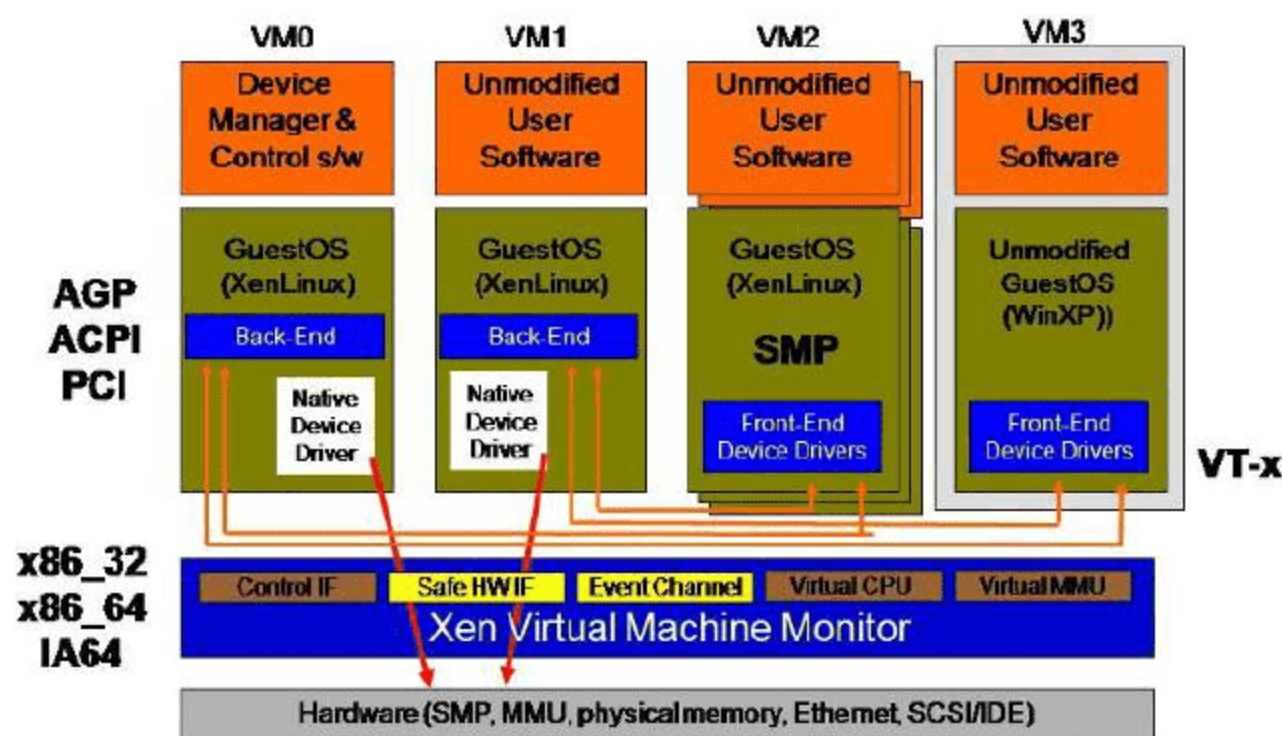 VM0
VM1
VM2
VM3
Device
Manager &
Control s/w
Unmodified
User
Software
Unmodified
User
Software
Unmodified
User
Software
GuestOS
(XenLinux)
Back-End
Native
Device
Driver
GuestOS
(XenLinux)
Back-End
Native
Device
Driver
GuestOS
(XenLinux)
SMP
Front-End
Device Drivers
Unmodified
GuestOS
(WinXP))
Front-End
Device Drivers
AGP
ACPI
PCI
VT-x
x86_32
x86_64
IA64
Control IF
Safe HW IF
Event Channel
Virtual CPU
Virtual MMU
Xen Virtual Machine Monitor
Hardware (SMP, MMU, physical memory, Ethernet, SCSI/IDE)